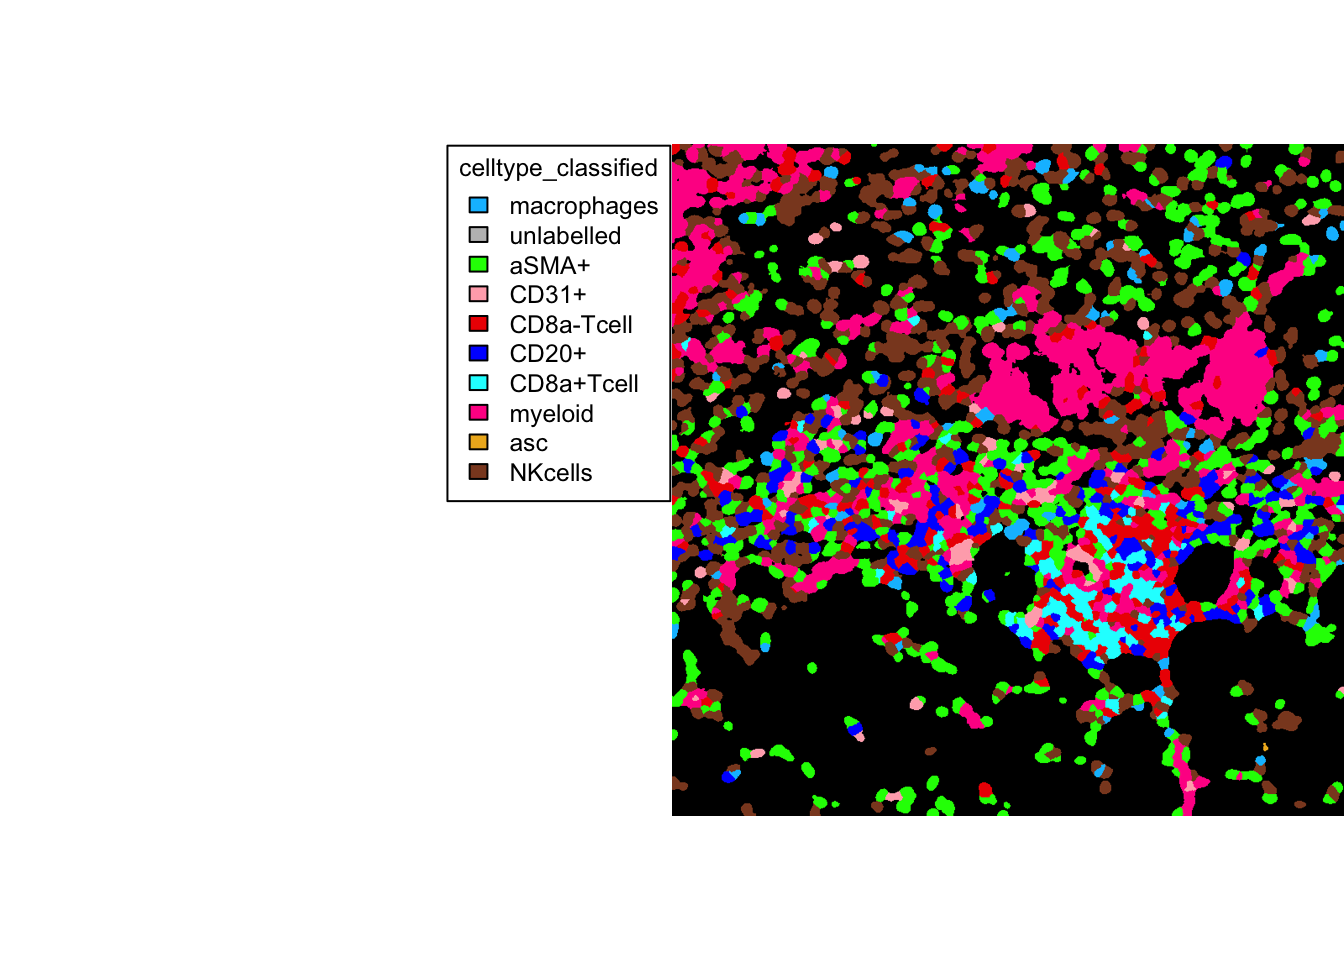 celltype_classified
macrophages
unlabelled
aSMA+
CD31+
CD8a-Tcell
CD20+
CD8a+Tcell
myeloid
asc
NKcells